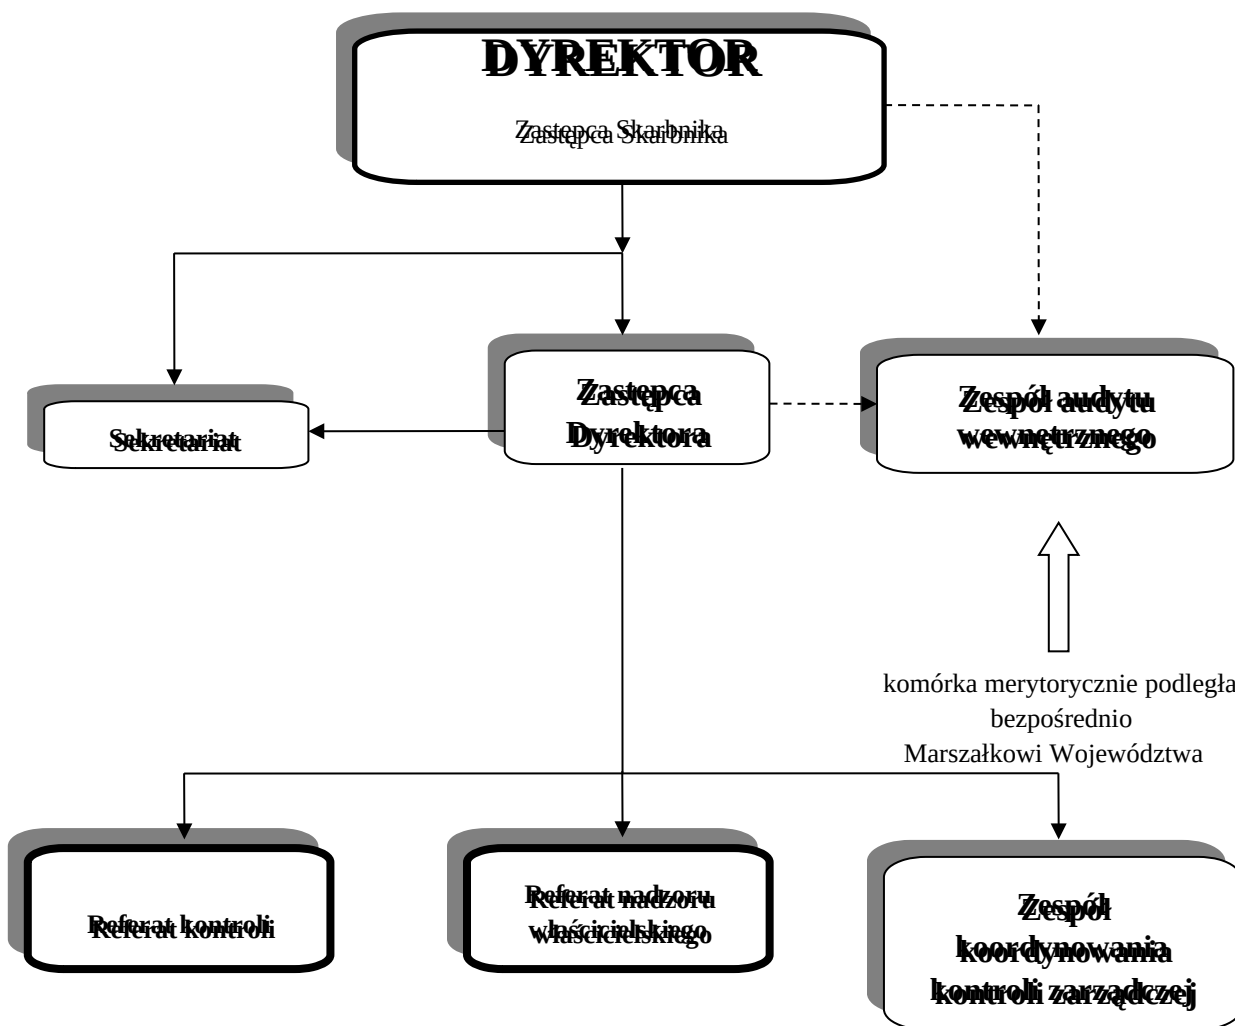 DYREKTOR
Zastępca Skarbnika
Zastępca
Dyrektora
Zespół audytu
wewnętrznego
Sekretariat
komórka merytorycznie podległa
bezpośrednio
Marszałkowi Województwa
Referat kontroli
Referat nadzoru
właścicielskiego
Zespół
koordynowania
kontroli zarządczej